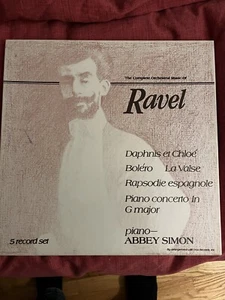 The Complete Orchestral Music Of
Ravel
Daphnis et Chloé
Boléro La Valse
Rapsodie espagnole
Piano concerto in
G major
piano—
ABBEY SIMON
5 record set